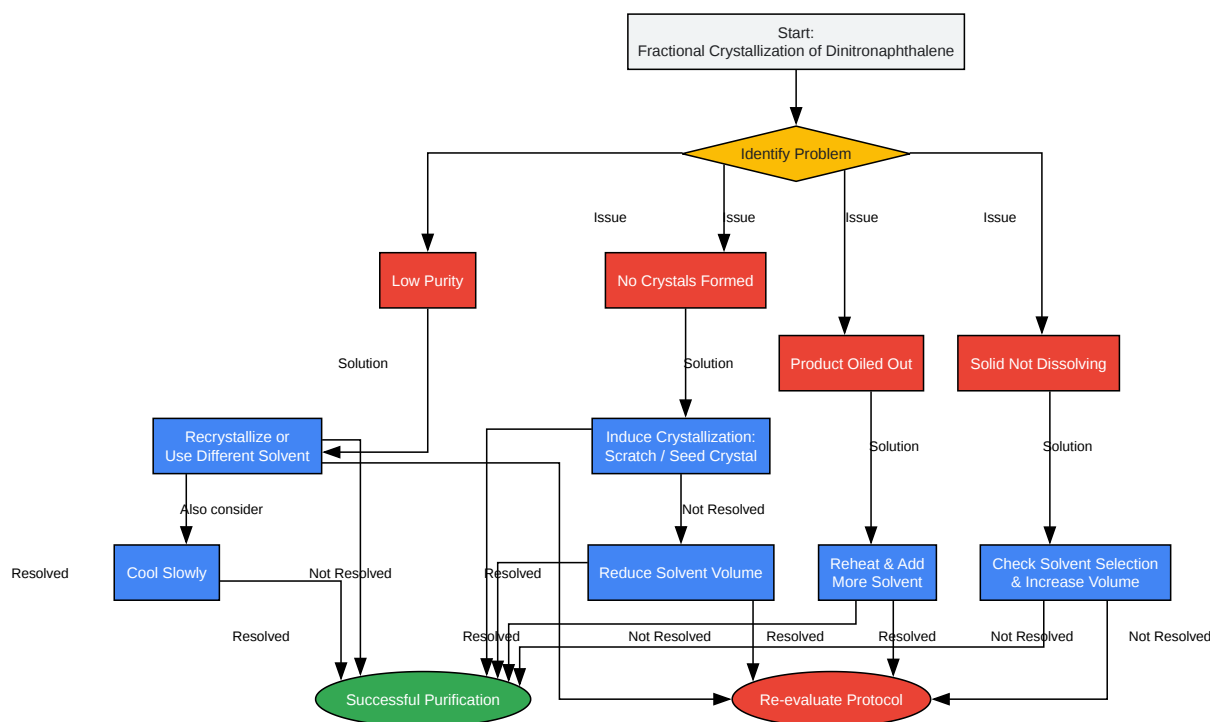 Start:
Fractional Crystallization of Dinitronaphthalene
Identify Problem
Issue
Issue
Issue
Issue
Low Purity
No Crystals Formed
Solution
Solution
Product Oiled Out
Solid Not Dissolving
Recrystallize or
Use Different Solvent
Induce Crystallization:
Scratch / Seed Crystal
Solution
Solution
Also consider
Not Resolved
Resolved
Cool Slowly
Not Resolved
Resolved
Reduce Solvent Volume
Reheat & Add
More Solvent
Check Solvent Selection
& Increase Volume
Resolved
Resolved
Not Resolved
Resolved
Resolved
Not Resolved
Not Resolved
Successful Purification
Re-evaluate Protocol